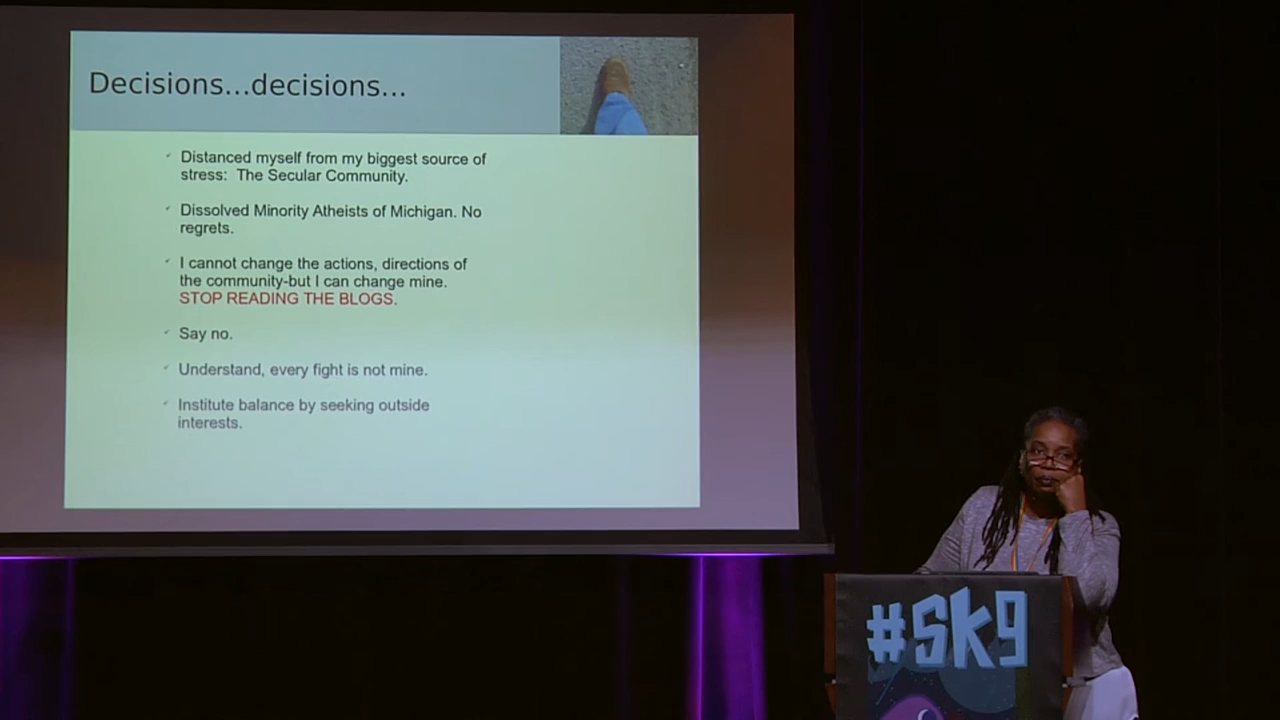 Decisions...decisions...
✓ Distanced myself from my biggest source of
stress: The Secular Community.
✓ Dissolved Minority Atheists of Michigan. No
regrets.
✓ I cannot change the actions, directions of
the community-but I can change mine.
STOP READING THE BLOGS.
✓ Say no.
✓ Understand, every fight is not mine.
✓ Institute balance by seeking outside
interests.
#SK9